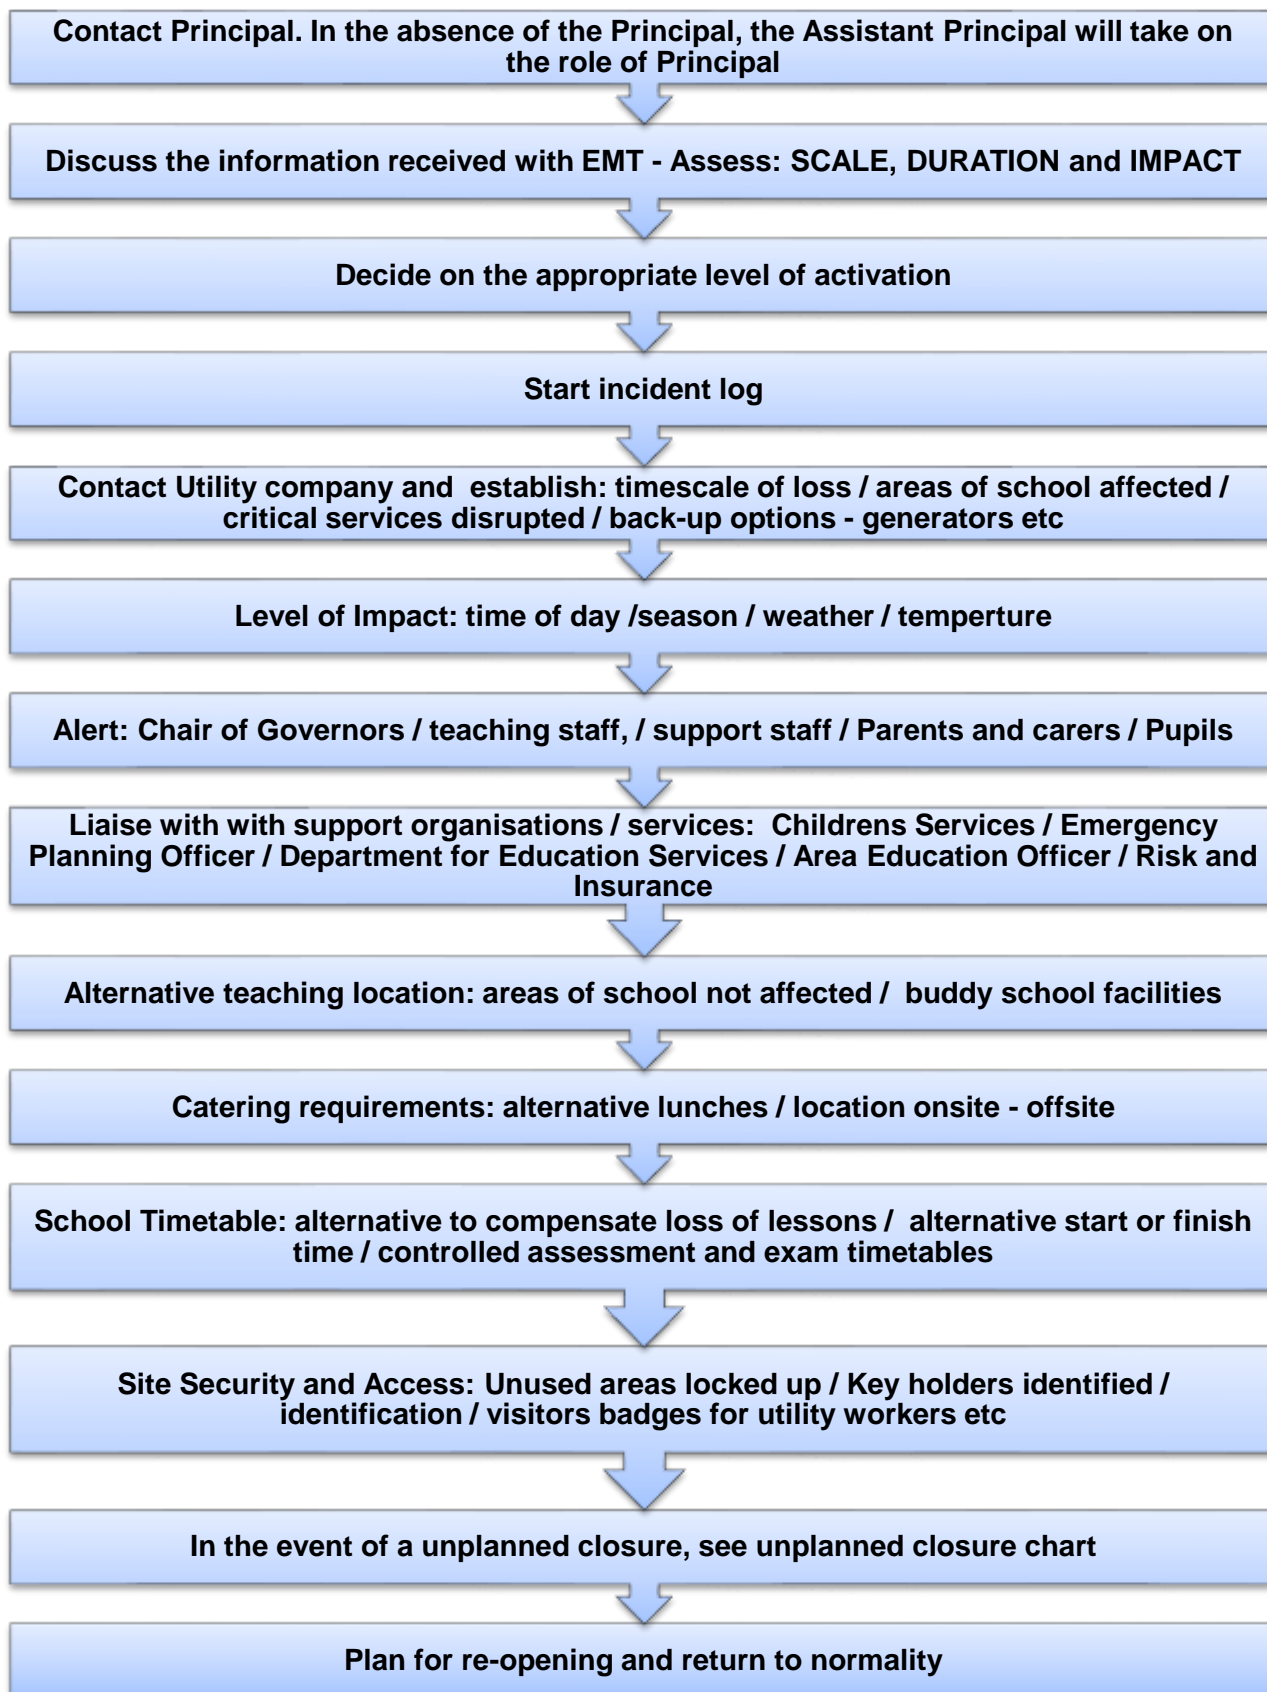 Contact Principal. In the absence of the Principal, the Assistant Principal will take on
the role of Principal
Discuss the information received with EMT - Assess: SCALE, DURATION and IMPACT
Decide on the appropriate level of activation
Start incident log
Contact Utility company and  establish: timescale of loss / areas of school affected /
critical services disrupted / back-up options - generators etc
Level of Impact: time of day /season / weather / temperture
Alert: Chair of Governors / teaching staff, / support staff / Parents and carers / Pupils
Liaise with with support organisations / services:  Childrens Services / Emergency
Planning Officer / Department for Education Services / Area Education Officer / Risk and
Insurance
Alternative teaching location: areas of school not affected /  buddy school facilities
Catering requirements: alternative lunches / location onsite - offsite
School Timetable: alternative to compensate loss of lessons /  alternative start or finish
time / controlled assessment and exam timetables
Site Security and Access: Unused areas locked up / Key holders identified /
identification / visitors badges for utility workers etc
In the event of a unplanned closure, see unplanned closure chart
Plan for re-opening and return to normality